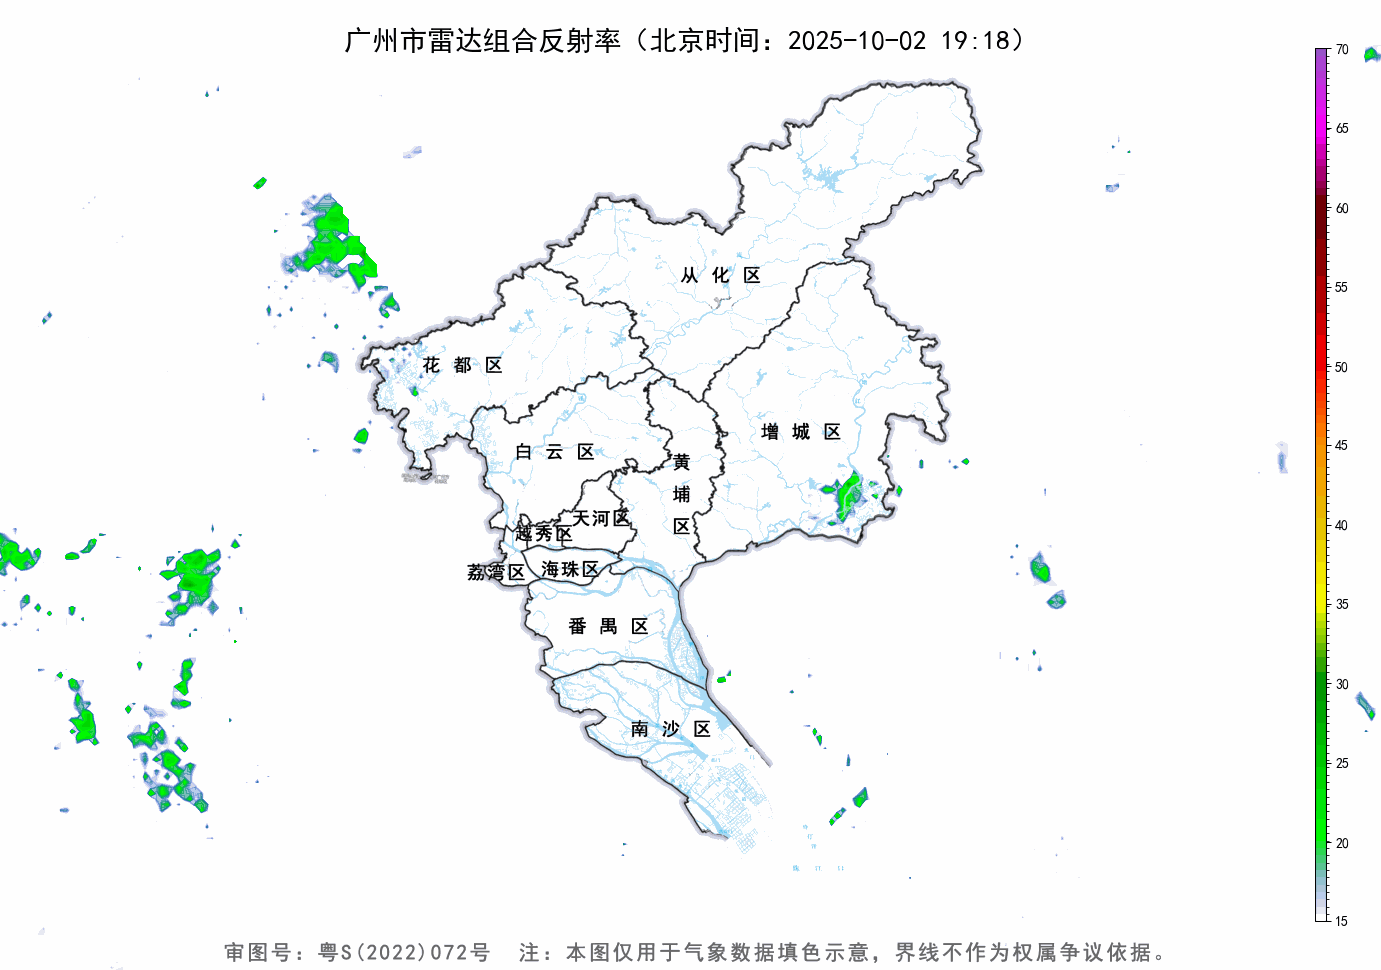 广州市雷达组合反射率（北京时间：2025-10-02 19:18）
70
65
60
55
50
45
40
35
30
25
20
15
从化区
花都区
增城区
白云区
黄埔区
天河区
越秀区
海珠区
荔湾区
番禺区
南沙区
审图号：粤S(2022)072号 注：本图仅用于气象数据填色示意，界线不作为权属争议依据。